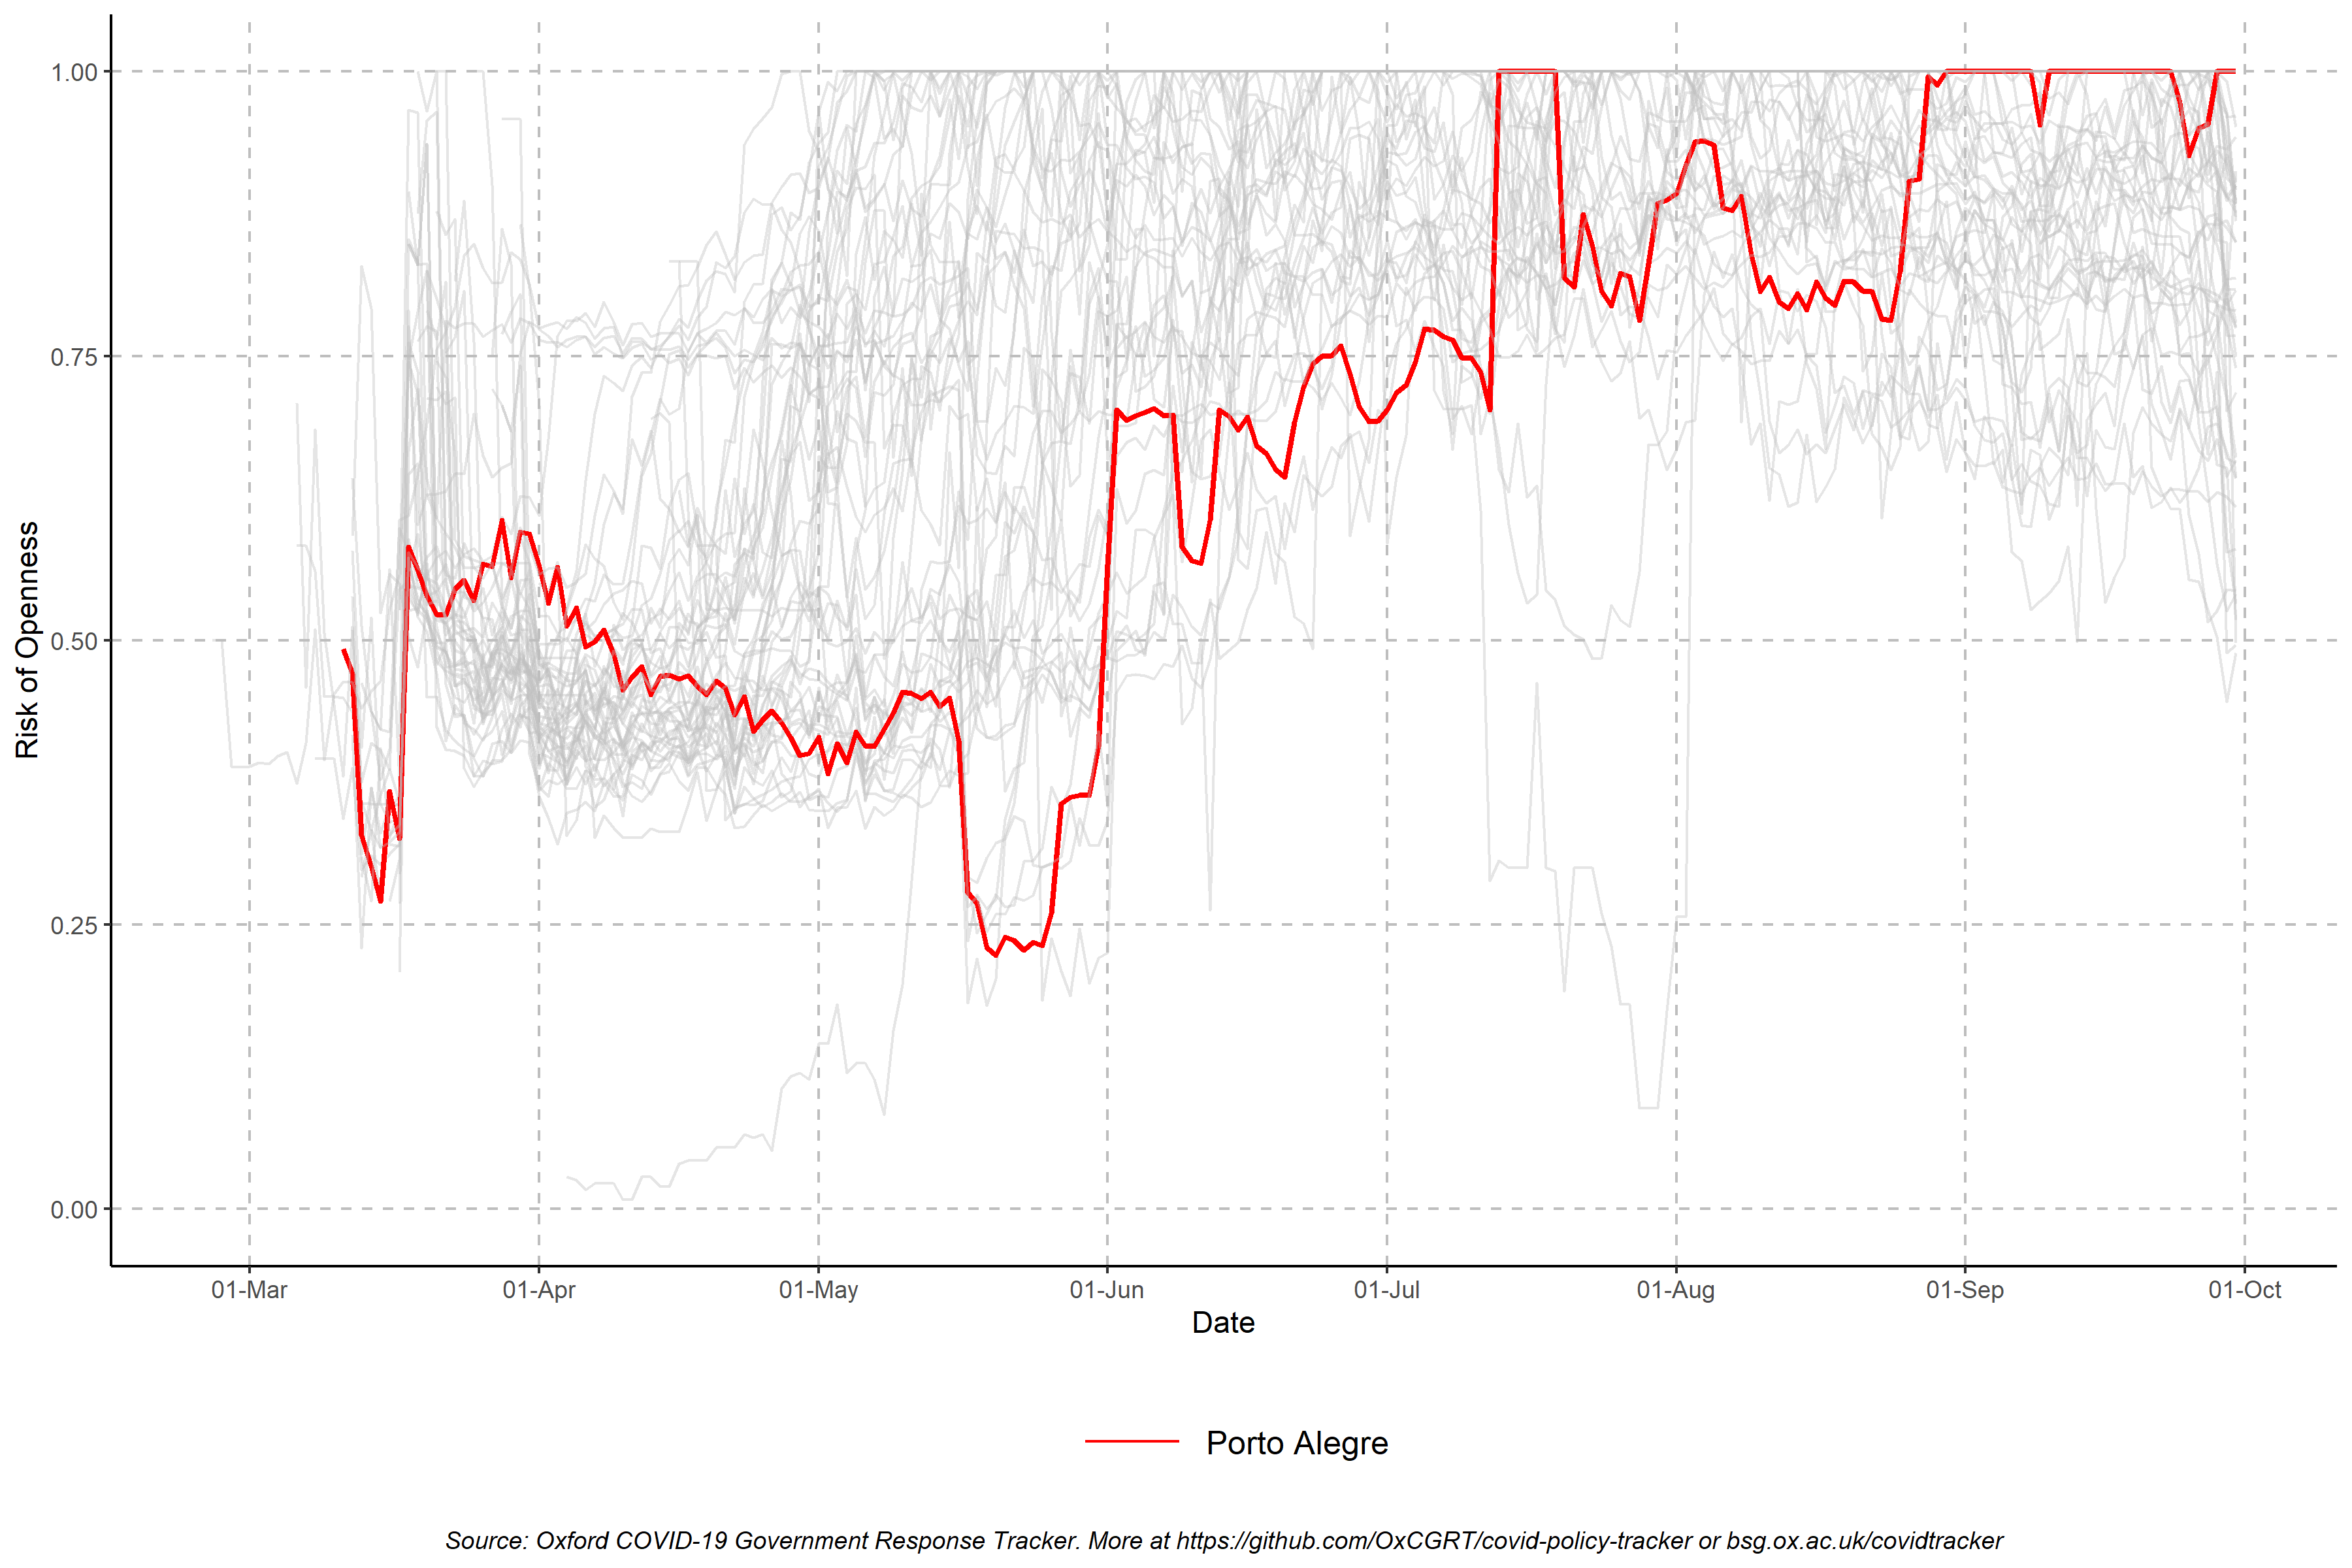 1.00
0.75
0.50
0.25
0.00
Risk of Openness
01-Mar 01-Apr 01-May 01-Jun 01-Jul 01-Aug 01-Sep 01-Oct
Date
Porto Alegre
Source: Oxford COVID-19 Government Response Tracker. More at https://github.com/OxCGRT/covid-policy-tracker or bsg.ox.ac.uk/covidtracker